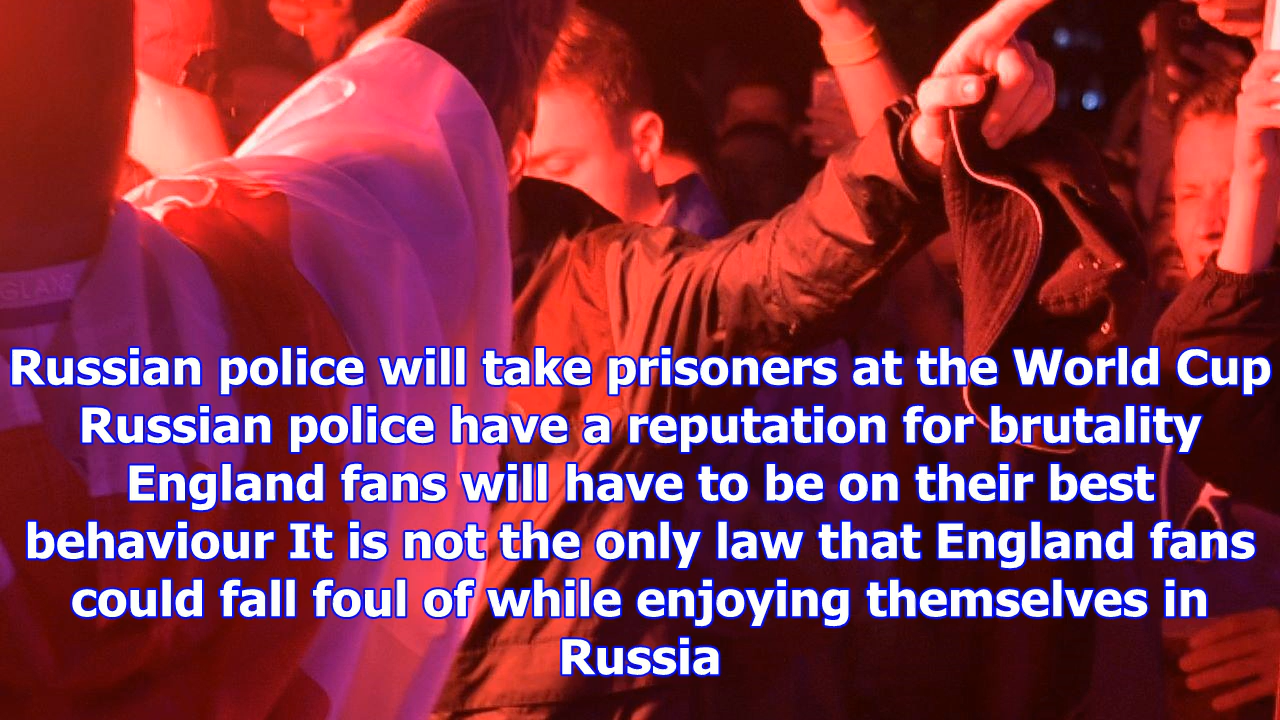 GLAND
Russian police will take prisoners at the World Cup
Russian police have a reputation for brutality
England fans will have to be on their best
behaviour It is not the only law that England fans
could fall foul of while enjoying themselves in
Russia